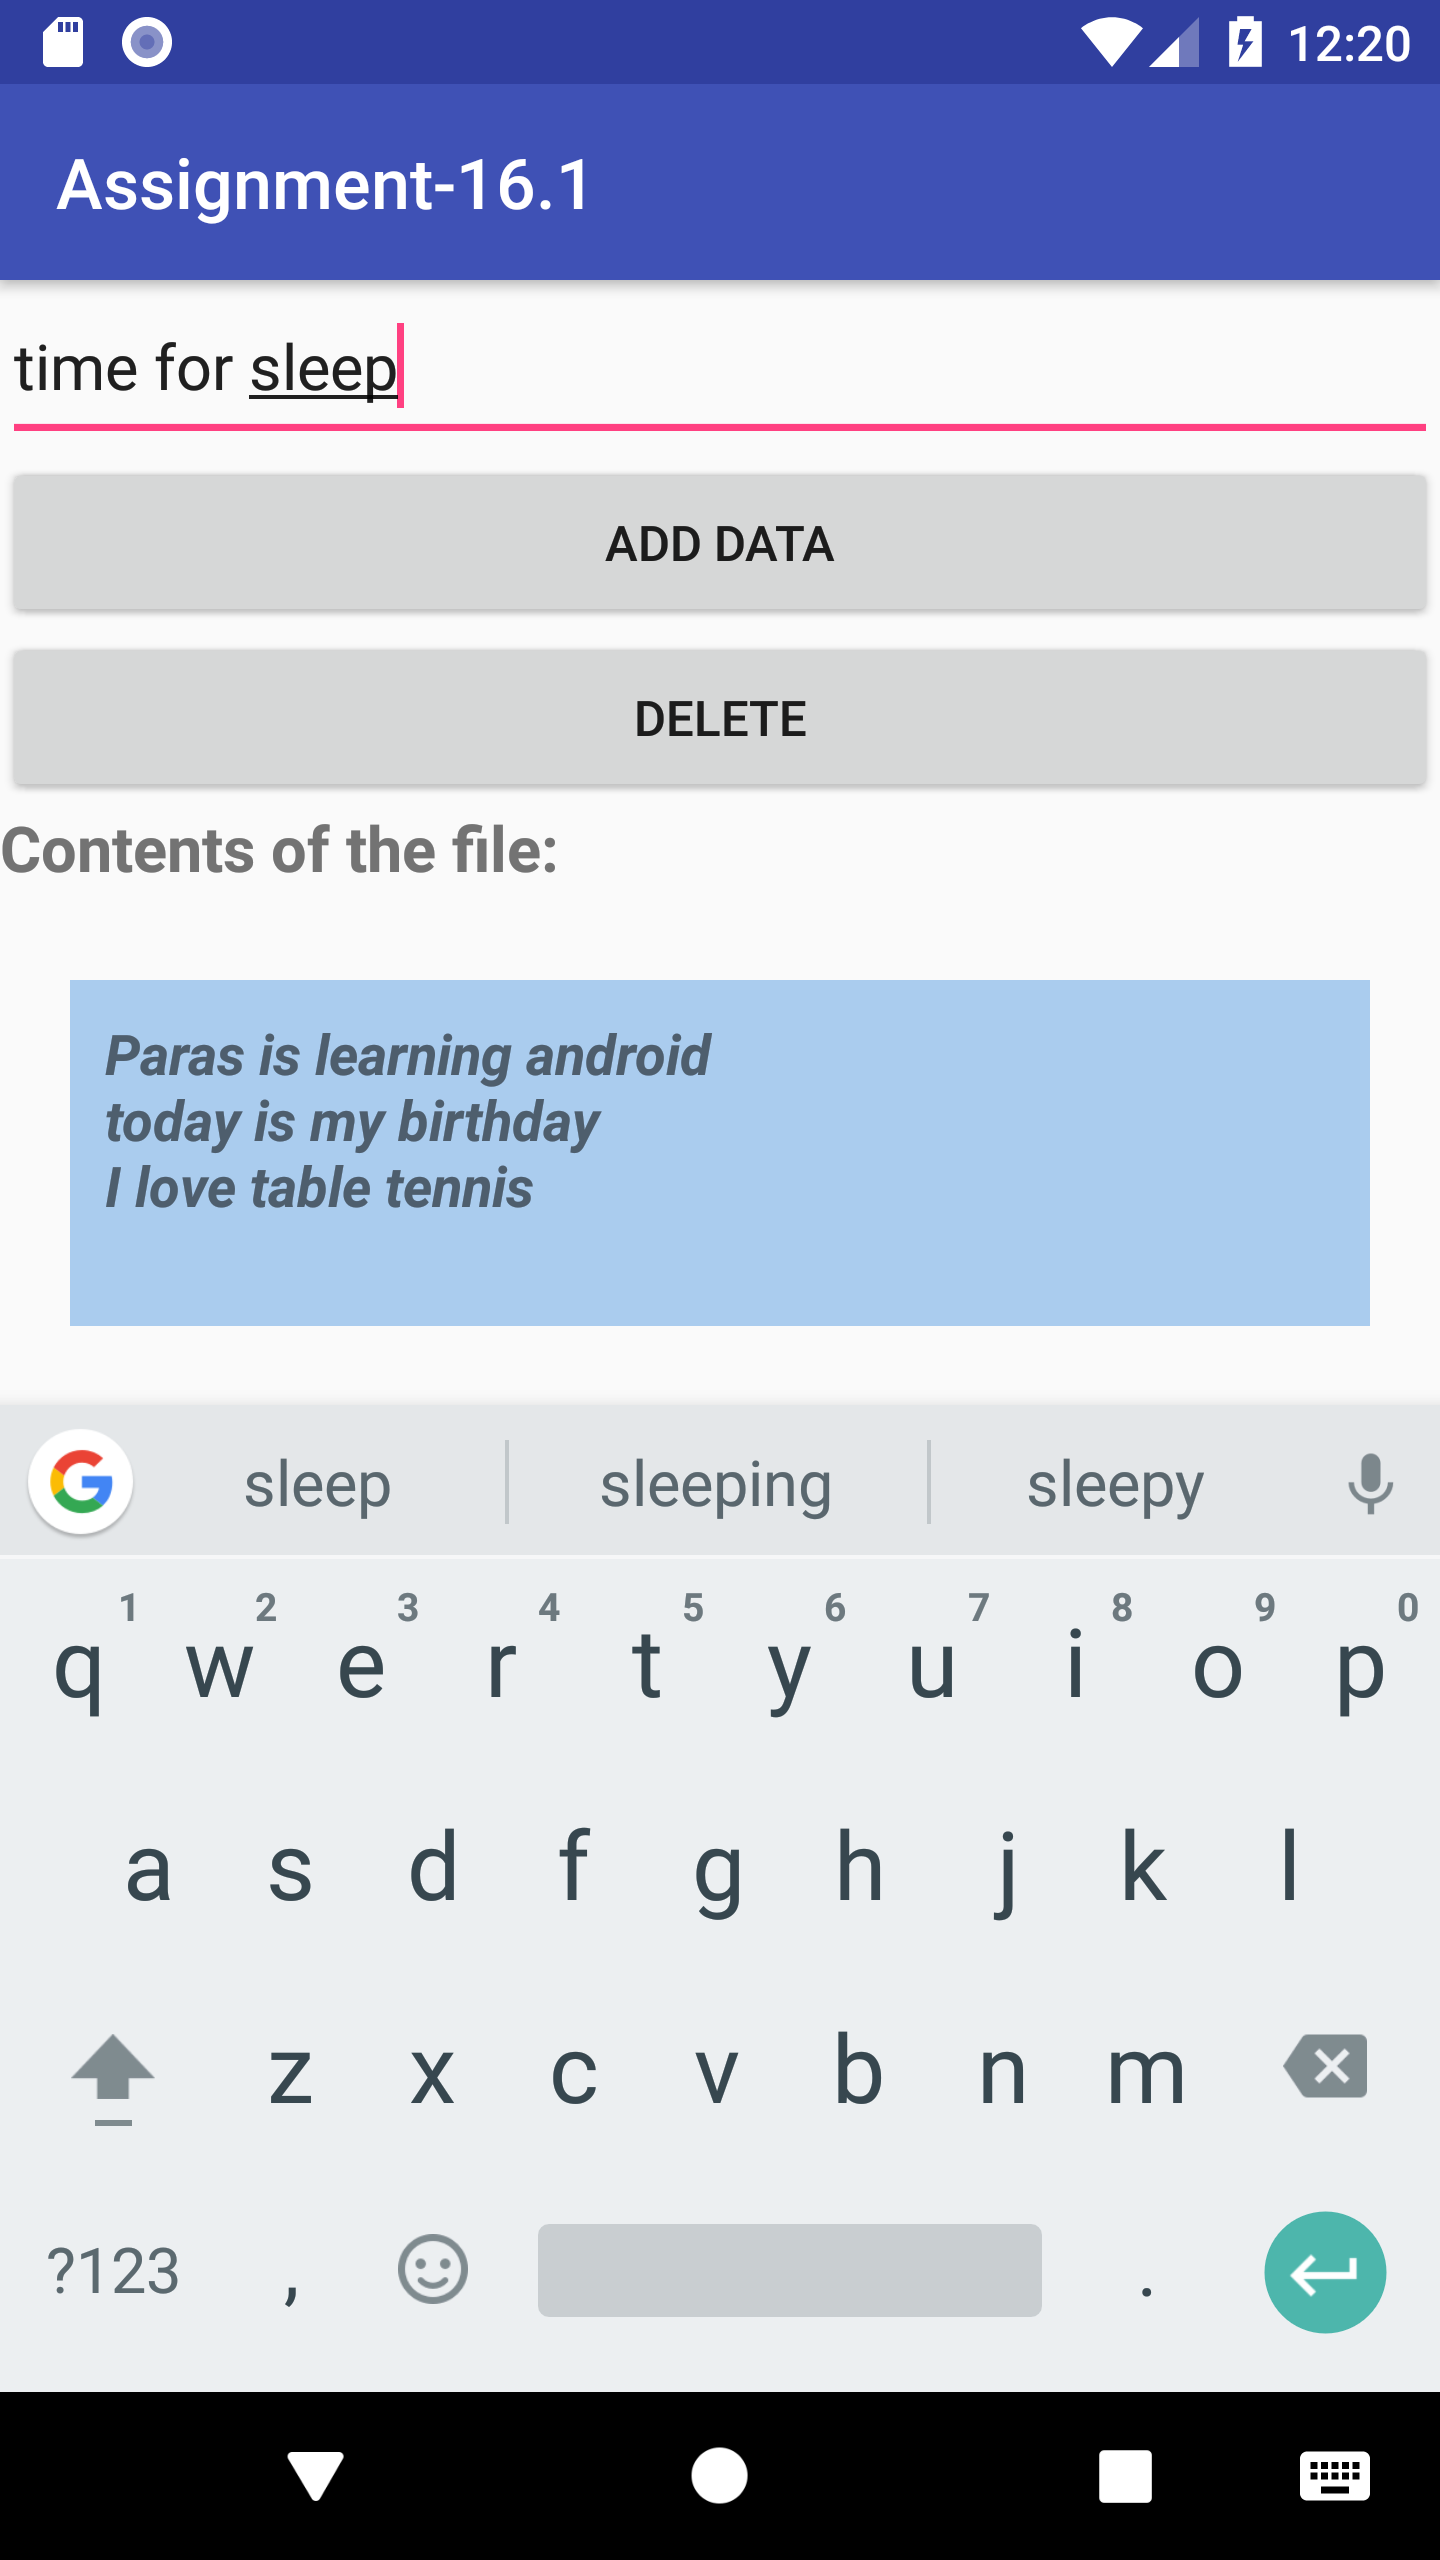 12:20
Assignment-16.1
time for sleep
ADD DATA
DELETE
Contents of the file:
Paras is learning android
today is my birthday
I love table tennis
sleep sleeping sleepy
1 2 3 4 5 6 7 8 9 0
q w e r t y u i o p
a s d f g h j k l
z x c v b n m
?123 , .